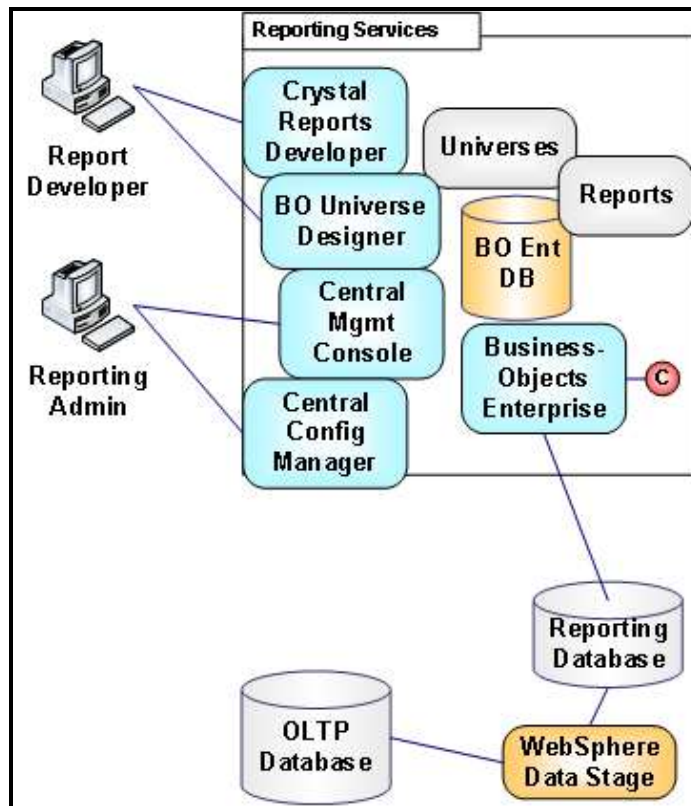 Reporting Services
Report
Developer
Crystal
Reports
Developer
Universes
Reports
BO Universe
Designer
BO Ent
DB
Reporting
Admin
Central
Mgmt
Console
Business-
Objects
Enterprise
C
Central
Config
Manager
Reporting
Database
OLTP
Database
WebSphere
Data Stage